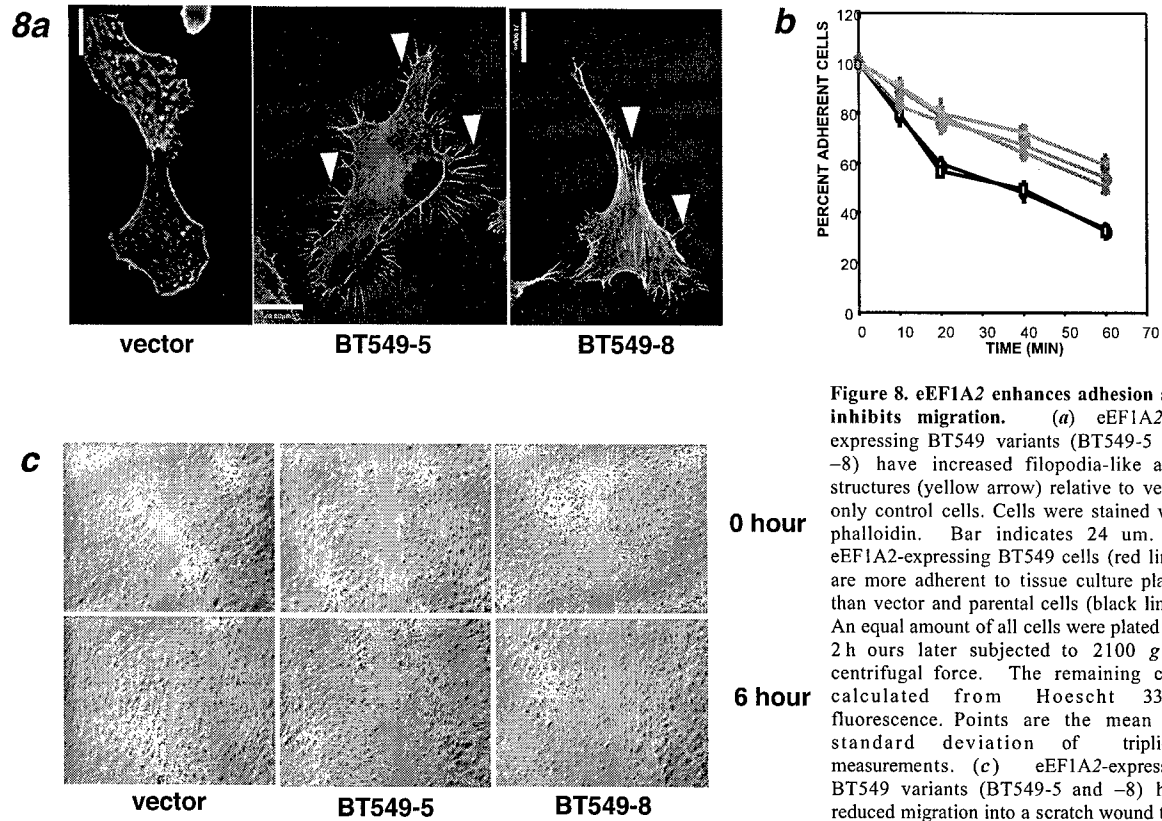 8a
vector
BT549-5
BT549-8
b
PERCENT ADHERENT CELLS
120
100
80
60
40
20
0
0 10 20 30 40 50 60 70
TIME (MIN)
c
0 hour
6 hour
vector
BT549-5
BT549-8
Figure 8. eEF1A2 enhances adhesion
inhibits migration. (a) eEF1A2
expressing BT549 variants (BT549-5
–8) have increased filopodia-like
structures (yellow arrow) relative to
only control cells. Cells were stained
phalloidin. Bar indicates 24 um.
eEF1A2-expressing BT549 cells (red
are more adherent to tissue culture
than vector and parental cells (black
An equal amount of all cells were plated
2 h ours later subjected to 2100 g
centrifugal force. The remaining
calculated from Hoescht 33
fluorescence. Points are the mean
standard deviation of
measurements. (c)
BT549 variants (BT549-5 and –8)
reduced migration into a scratch wound